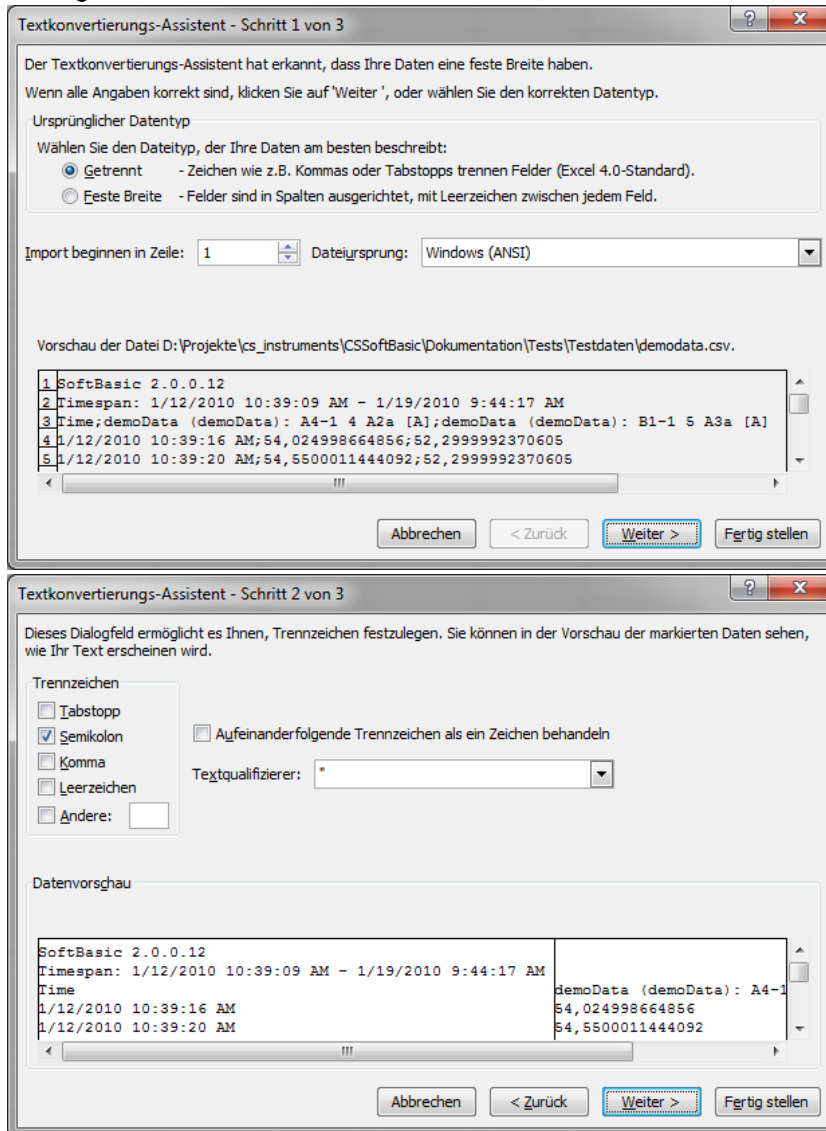 Textkonvertierungs-Assistent - Schritt 1 von 3
Der Textkonvertierungs-Assistent hat erkannt, dass Ihre Daten eine feste Breite haben.
Wenn alle Angaben korrekt sind, klicken Sie auf 'Weiter ', oder wählen Sie den korrekten Datentyp.
Ursprünglicher Datentyp
Wählen Sie den Dateityp, der Ihre Daten am besten beschreibt:
Getrennt - Zeichen wie z.B. Kommas oder Tabstopps trennen Felder (Excel 4.0-Standard).
Feste Breite - Felder sind in Spalten ausgerichtet, mit Leerzeichen zwischen jedem Feld.
Import beginnen in Zeile: 1 Dateiursprung: Windows (ANSI)
Vorschau der Datei D:\Projekte\cs_instruments\CSSoftBasic\Dokumentation\Tests\Testdaten\demodata.csv.
1 SoftBasic 2.0.0.12
2 Timespan: 1/12/2010 10:39:09 AM - 1/19/2010 9:44:17 AM
3 Time;demoData (demoData): A4-1 4 A2a [A];demoData (demoData): B1-1 5 A3a [A]
4 1/12/2010 10:39:16 AM;54,024998664856;52,2999992370605
5 1/12/2010 10:39:20 AM;54,5500011444092;52,2999992370605
Abbrechen < Zurück Weiter > Fertig stellen
Textkonvertierungs-Assistent - Schritt 2 von 3
Dieses Dialogfeld ermöglicht es Ihnen, Trennzeichen festzulegen. Sie können in der Vorschau der markierten Daten sehen,
wie Ihr Text erscheinen wird.
Trennzeichen
Tabstopp
Semikolon Aufeinanderfolgende Trennzeichen als ein Zeichen behandeln
Komma
Textqualifizierer: "
Leerzeichen
Andere:
Datenvorschau
SoftBasic 2.0.0.12
Timespan: 1/12/2010 10:39:09 AM - 1/19/2010 9:44:17 AM
Time demoData (demoData): A4-1
1/12/2010 10:39:16 AM 54,024998664856
1/12/2010 10:39:20 AM 54,5500011444092
Abbrechen < Zurück Weiter > Fertig stellen